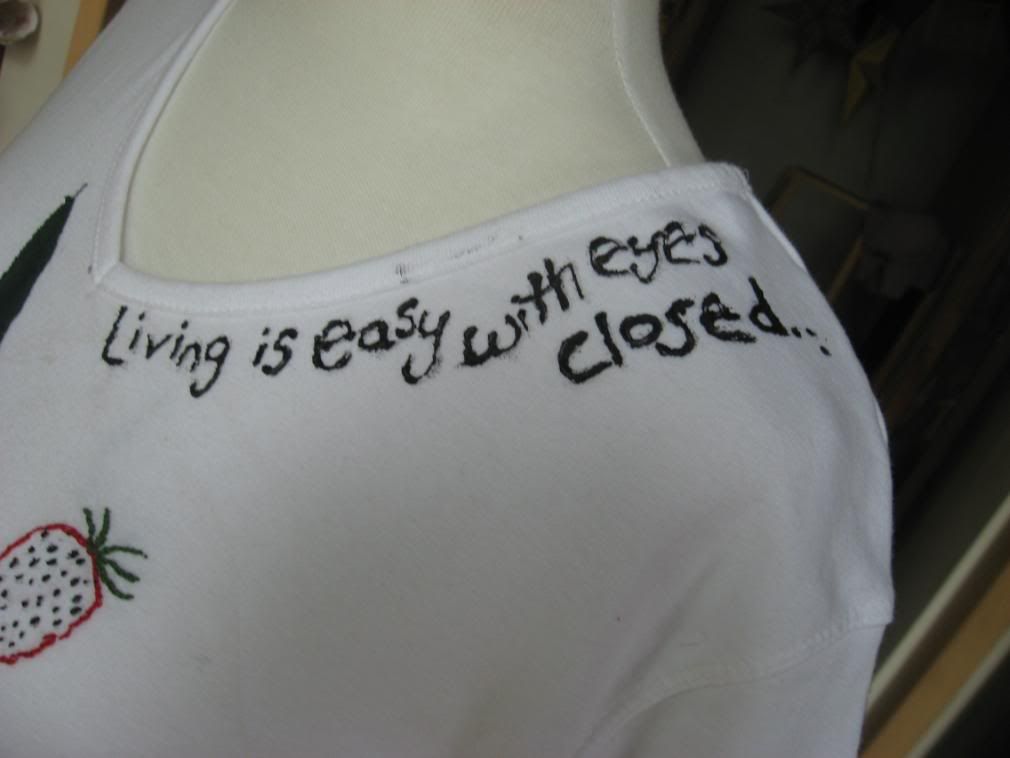 Living is easy with eyes
closed...